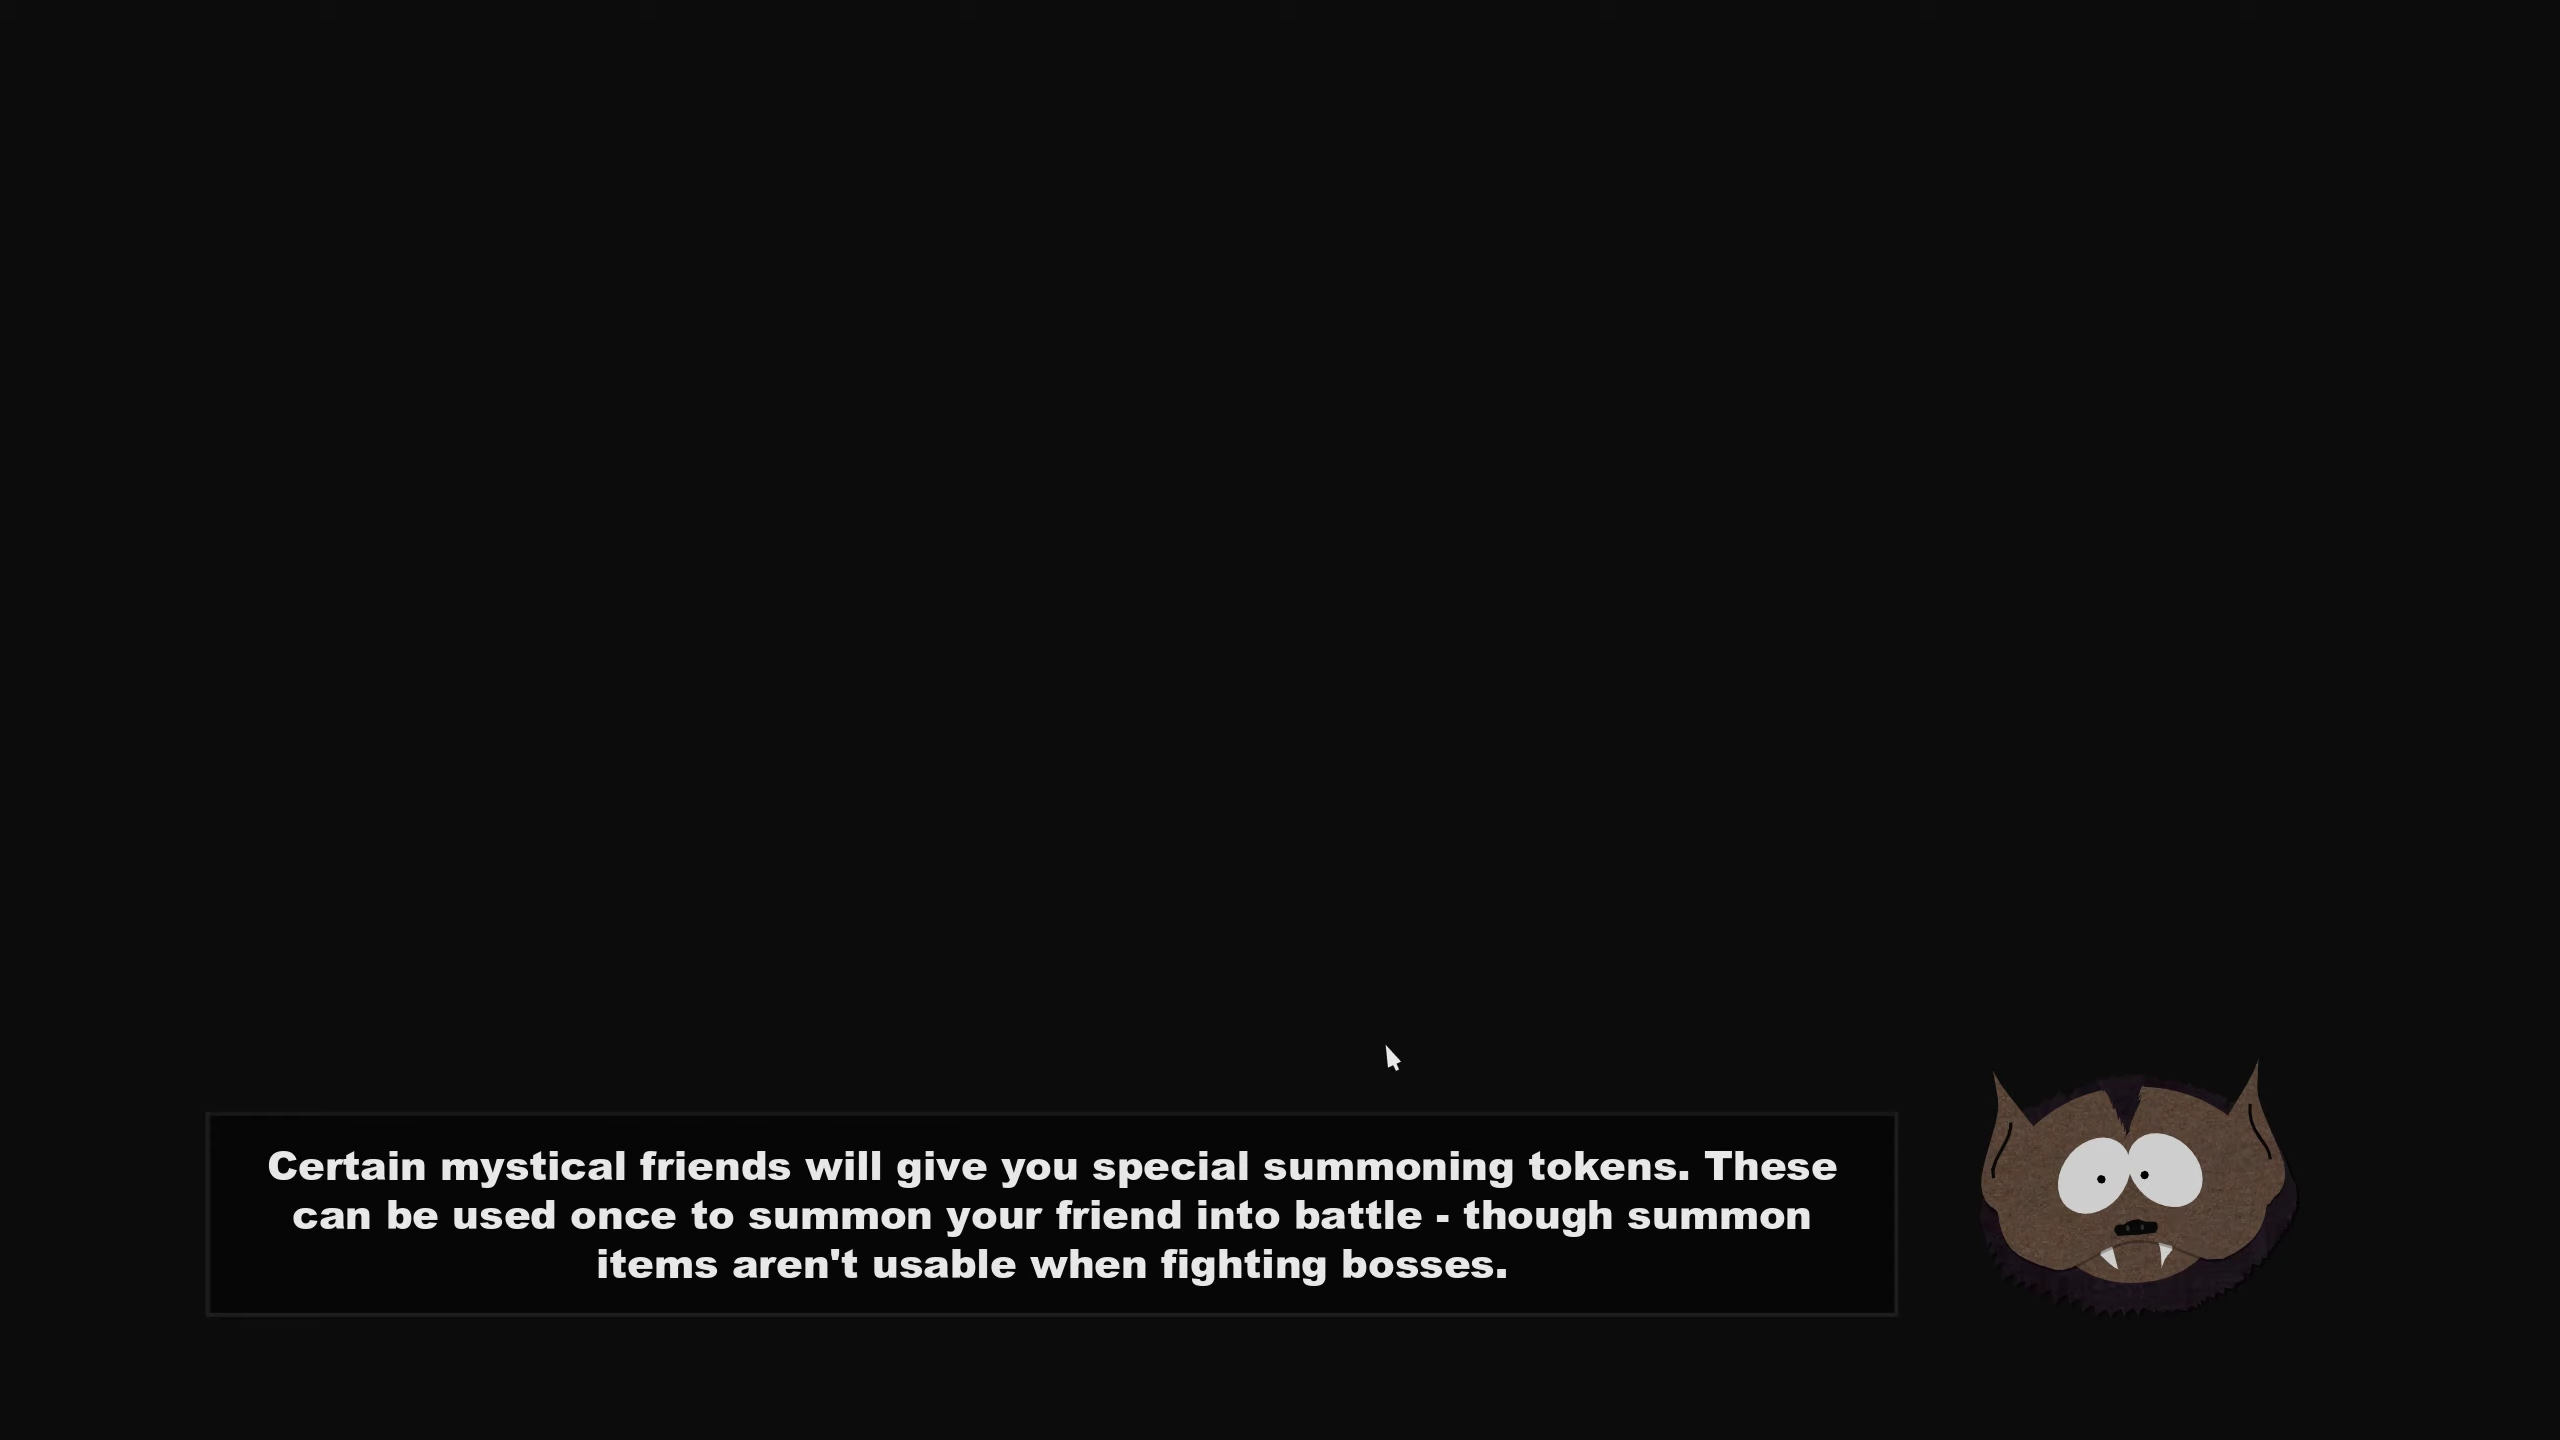 Certain mystical friends will give you special summoning tokens. These
can be used once to summon your friend into battle - though summon
items aren't usable when fighting bosses.